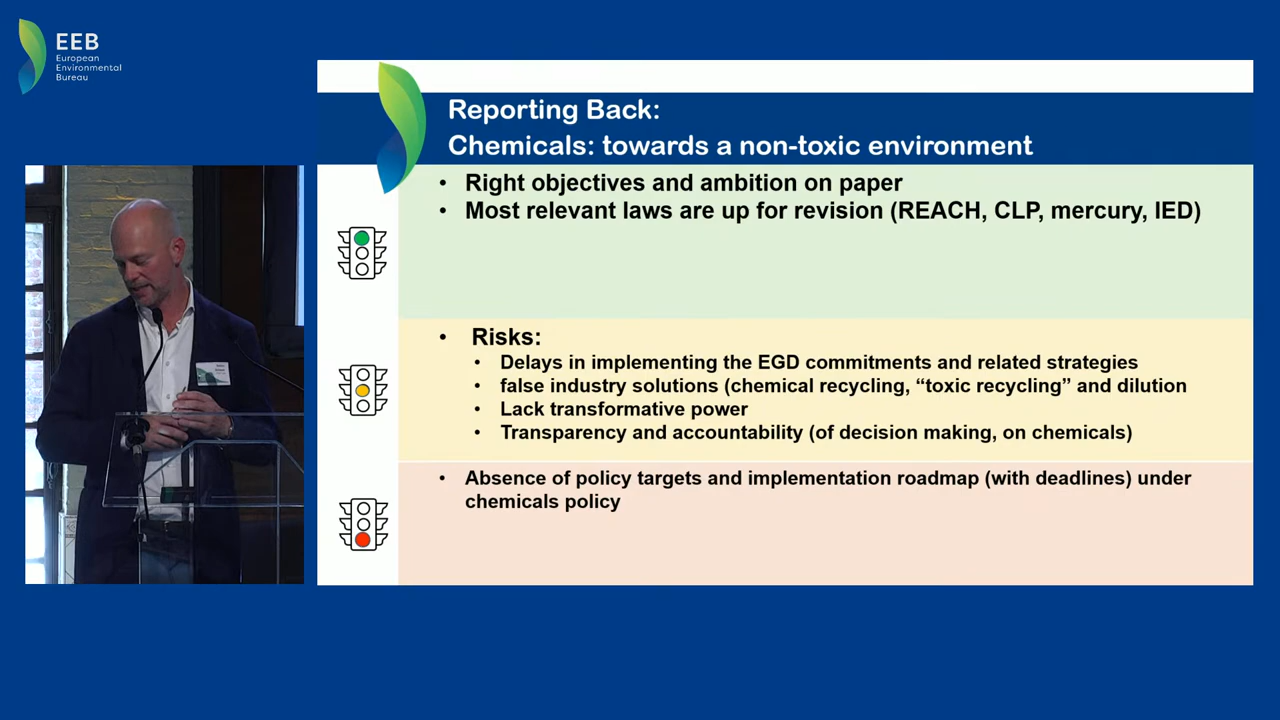 EEB
European
Environmental
Bureau
Reporting Back:
Chemicals: towards a non-toxic environment
• Right objectives and ambition on paper
• Most relevant laws are up for revision (REACH, CLP, mercury, IED)
• Risks:
• Delays in implementing the EGD commitments and related strategies
• false industry solutions (chemical recycling, “toxic recycling” and dilution
• Lack transformative power
• Transparency and accountability (of decision making, on chemicals)
• Absence of policy targets and implementation roadmap (with deadlines) under
chemicals policy